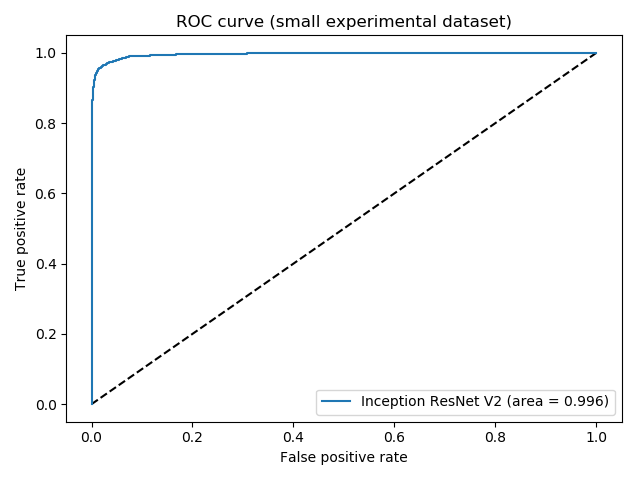 ROC curve (small experimental dataset)
True positive rate
1.0
0.8
0.6
0.4
0.2
0.0
Inception ResNet V2 (area = 0.996)
0.0 0.2 0.4 0.6 0.8 1.0
False positive rate